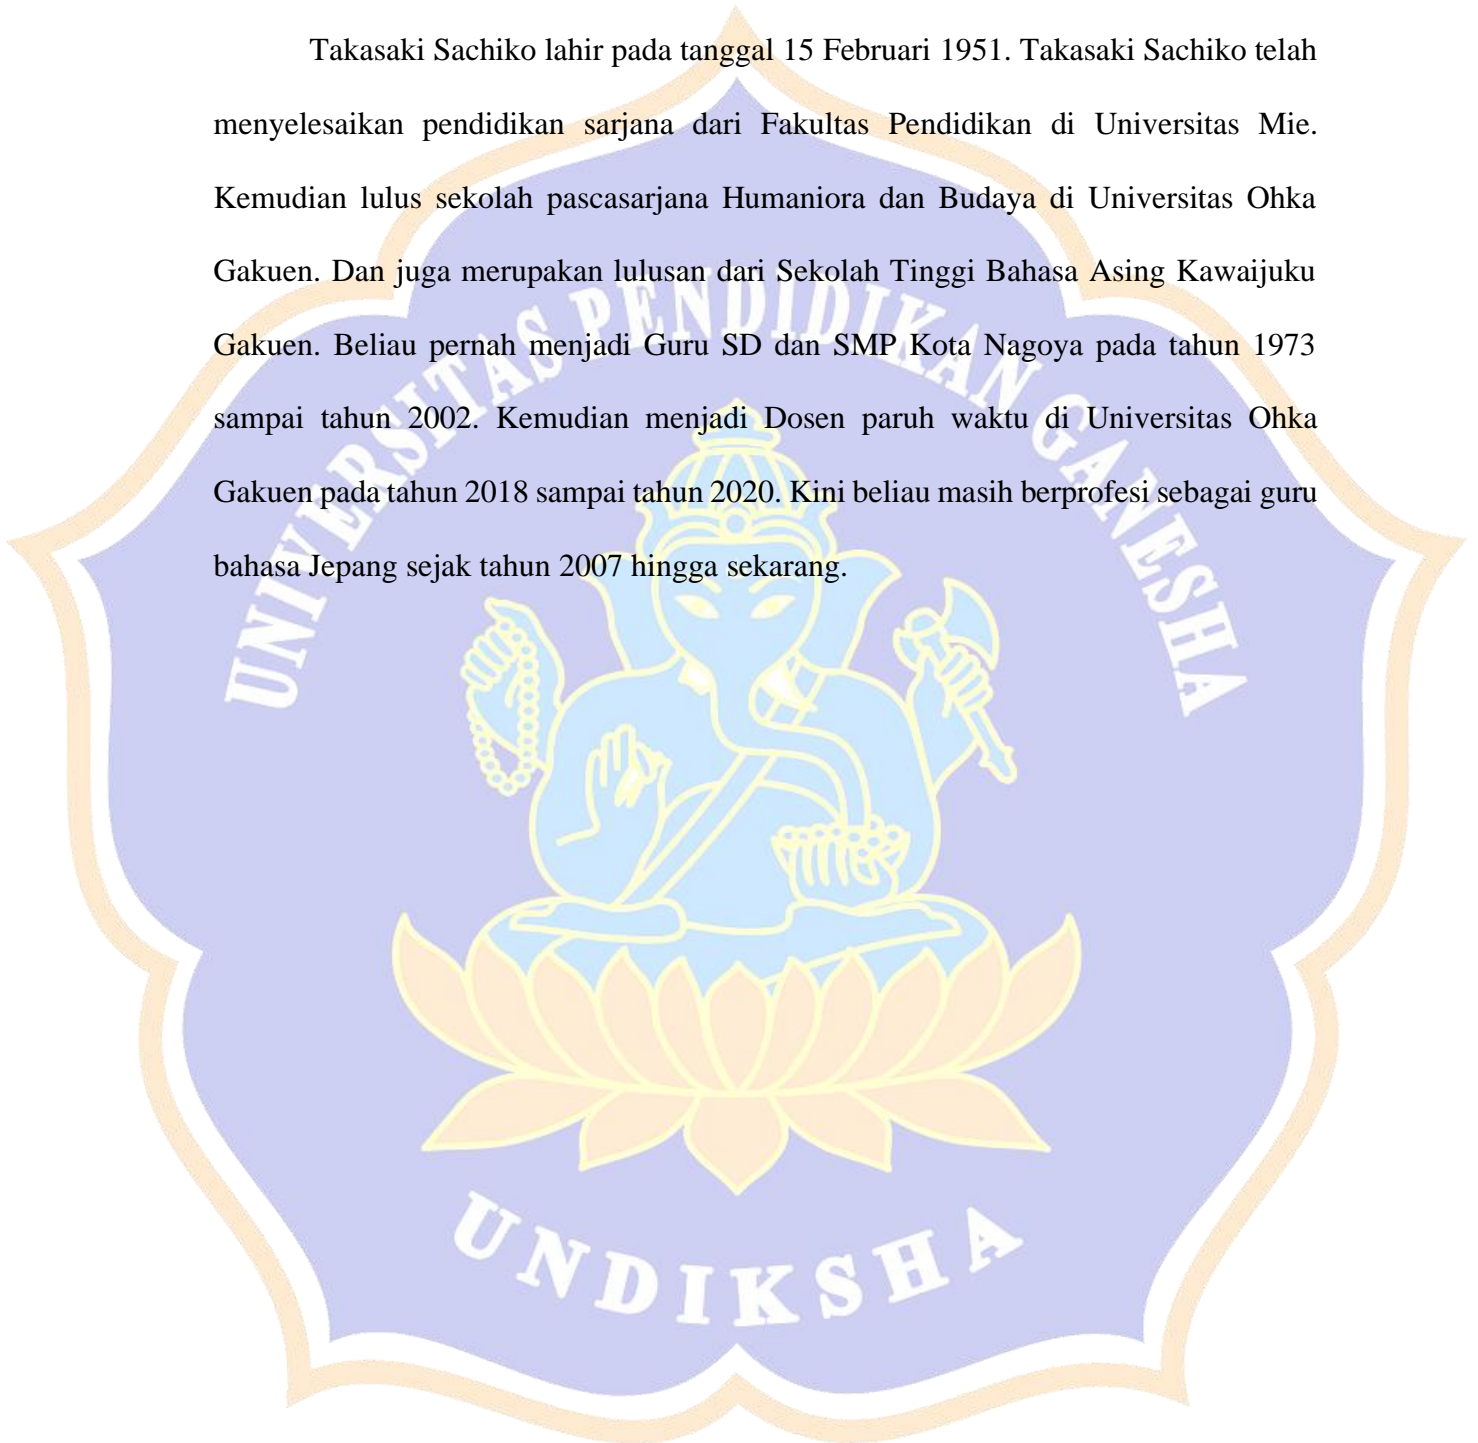 Takasaki Sachiko lahir pada tanggal 15 Februari 1951. Takasaki Sachiko telah
menyelesaikan pendidikan sarjana dari Fakultas Pendidikan di Universitas Mie.
Kemudian lulus sekolah pascasarjana Humaniora dan Budaya di Universitas Ohka
Gakuen. Dan juga merupakan lulusan dari Sekolah Tinggi Bahasa Asing Kawaijuku
Gakuen. Beliau pernah menjadi Guru SD dan SMP Kota Nagoya pada tahun 1973
sampai tahun 2002. Kemudian menjadi Dosen paruh waktu di Universitas Ohka
Gakuen pada tahun 2018 sampai tahun 2020. Kini beliau masih berprofesi sebagai guru
bahasa Jepang sejak tahun 2007 hingga sekarang.
UNIVERSITAS PENDIDIKAN GANESHA
UNDIKSHA